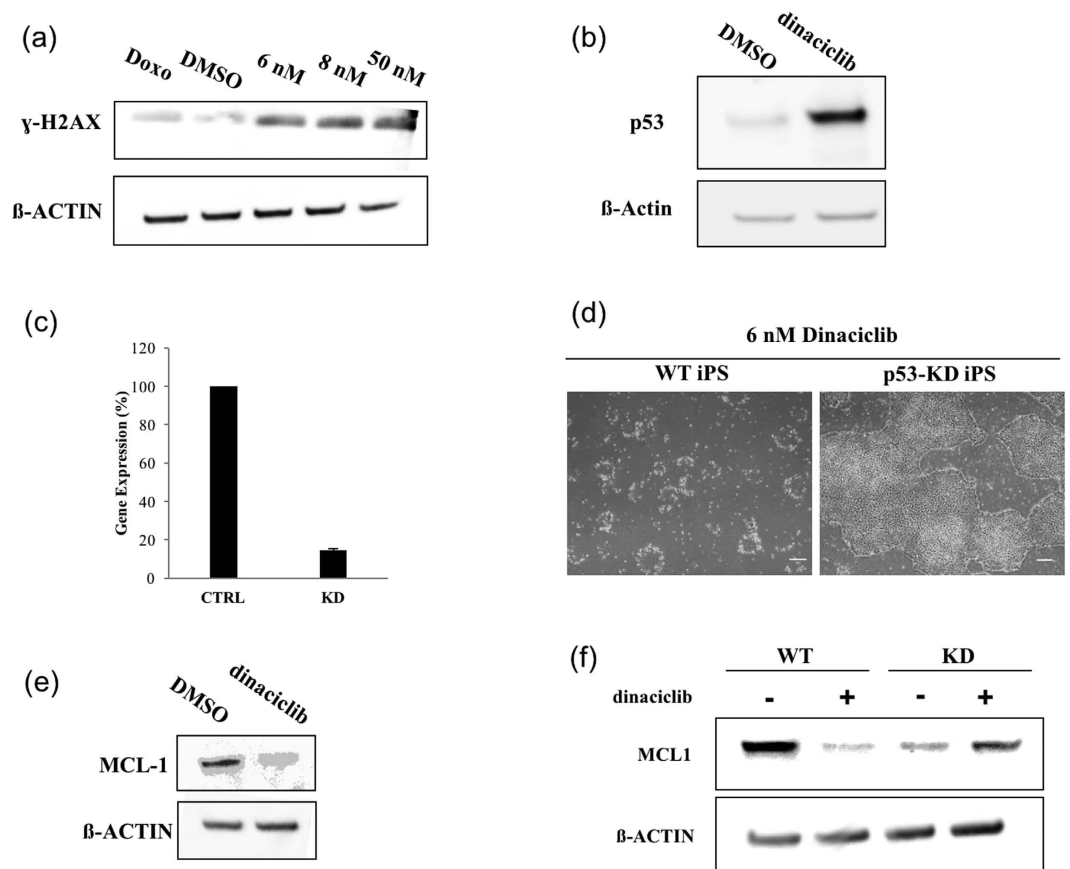 (a)
Doxo DMSO 6 nM 8 nM 50 nM
ɣ-H2AX
ß-ACTIN
(b)
DMSO dinaciclib
p53
ß-Actin
(c)
Gene Expression (%)
120
100
80
60
40
20
0
CTRL KD
(d)
6 nM Dinaciclib
WT iPS p53-KD iPS
(e)
DMSO dinaciclib
MCL-1
ß-ACTIN
(f)
WT KD
dinaciclib - + - +
MCL1
ß-ACTIN